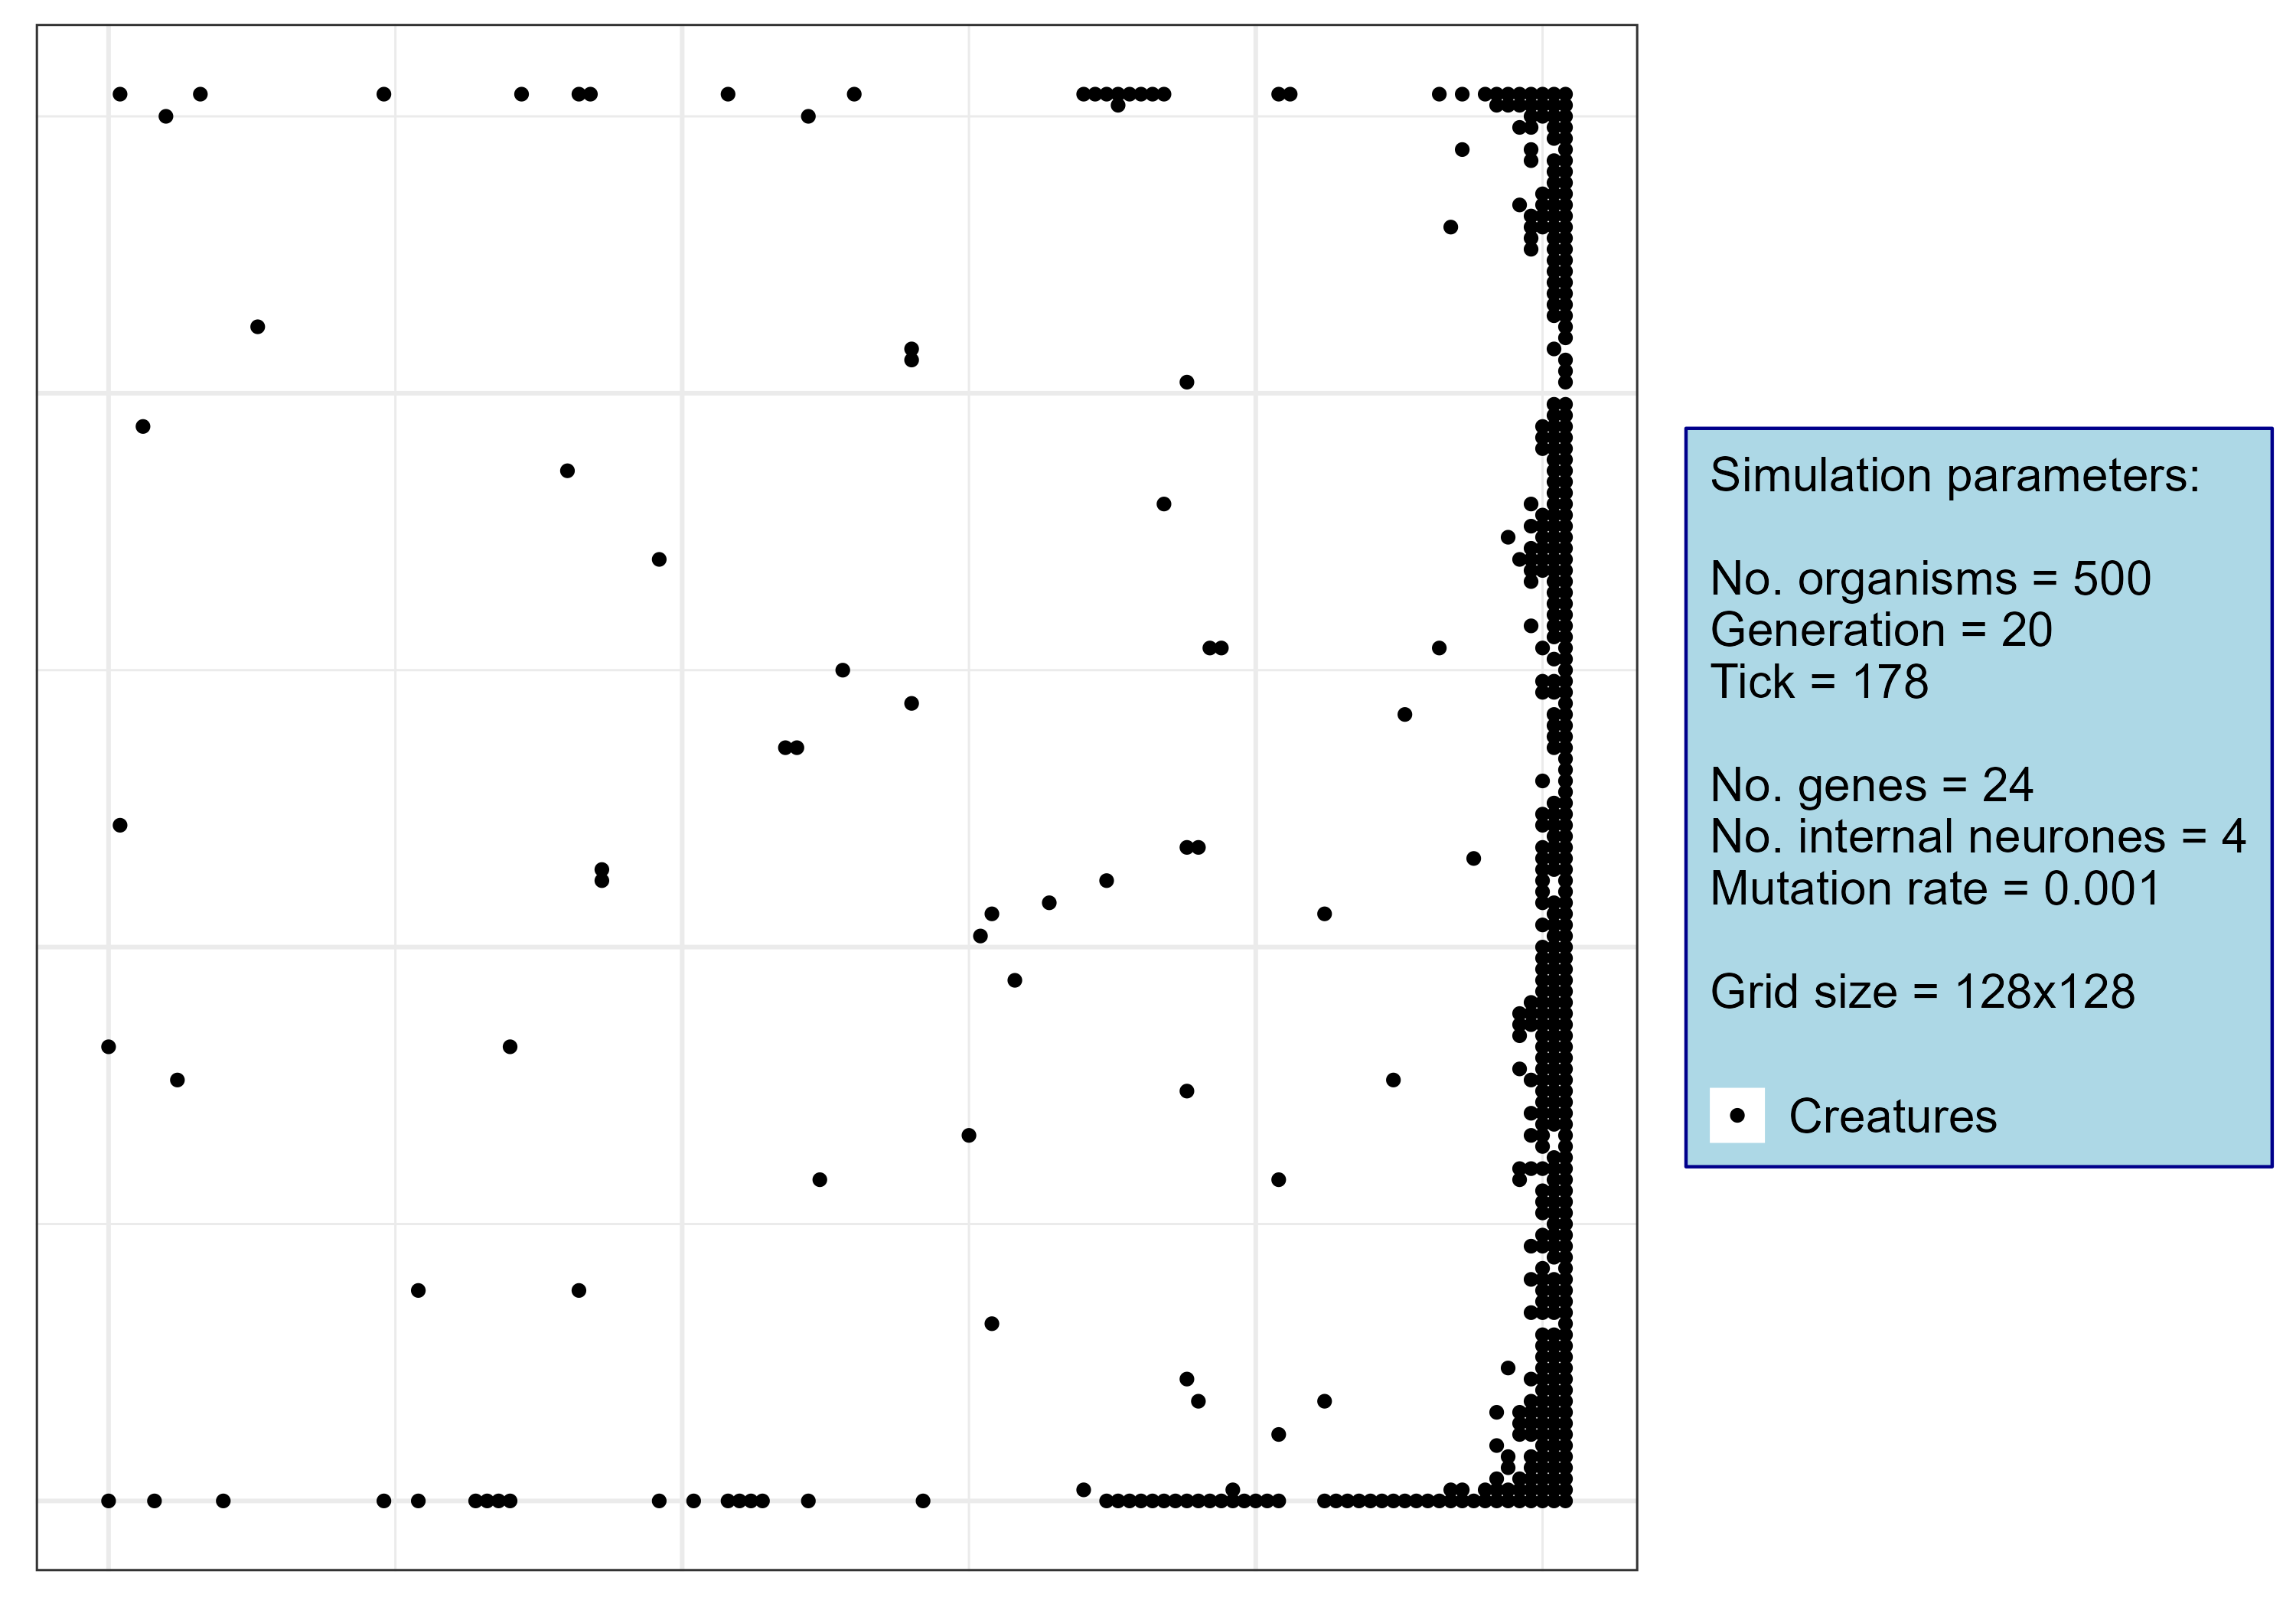 Simulation parameters:
No. organisms = 500
Generation = 20
Tick = 178
No. genes = 24
No. internal neurones = 4
Mutation rate = 0.001
Grid size = 128x128
Creatures